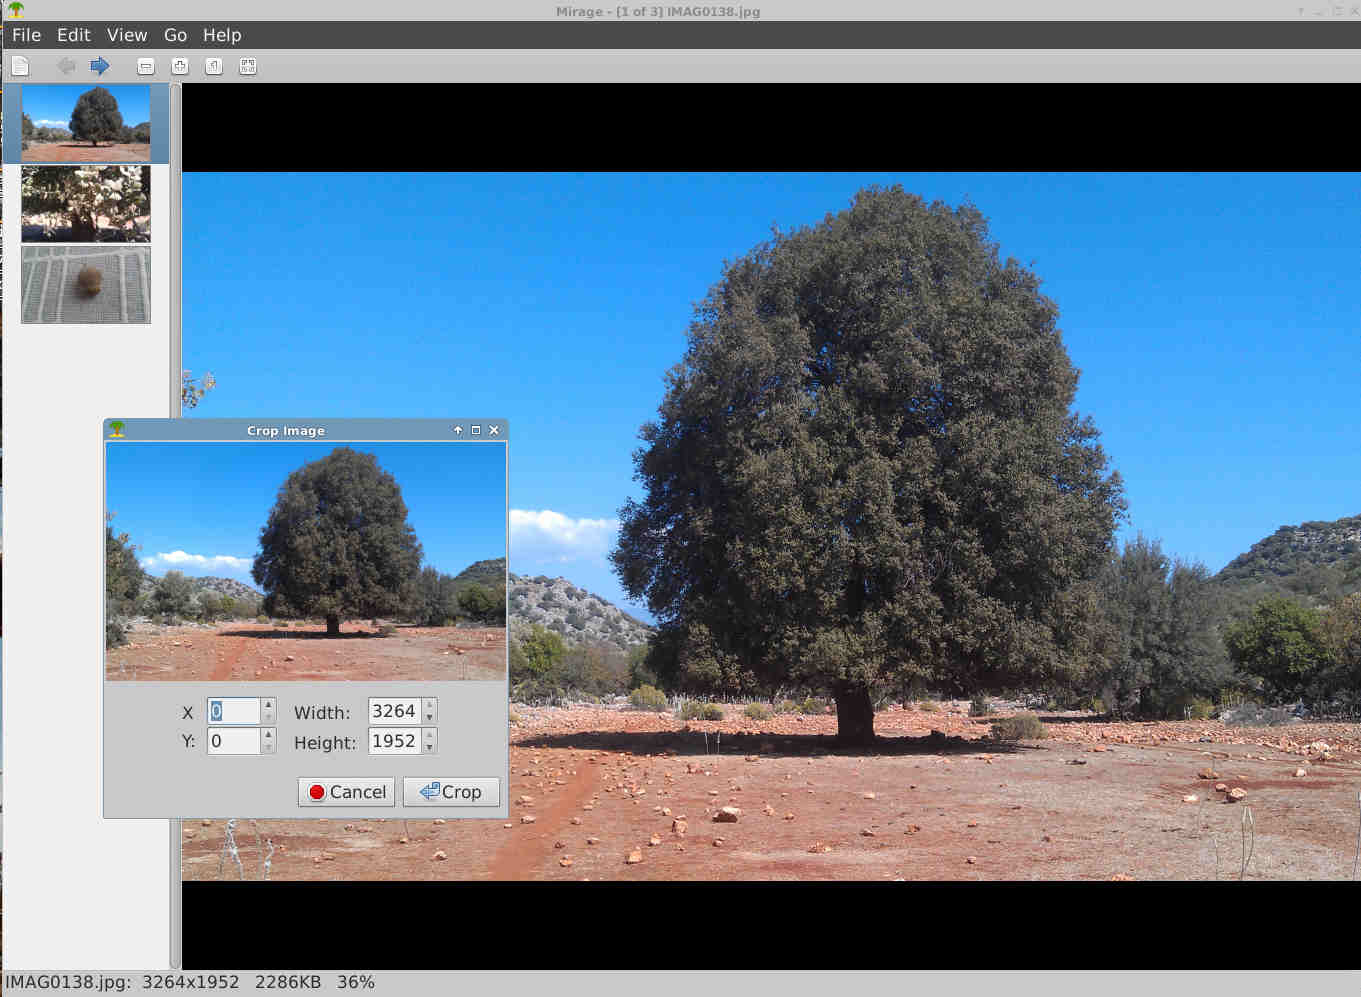 Mirage - [1 of 3] IMAG0138.jpg
File Edit View Go Help
Crop Image
X 0 Width: 3264
Y: 0 Height: 1952
Cancel Crop
IMAG0138.jpg: 3264x1952 2286KB 36%